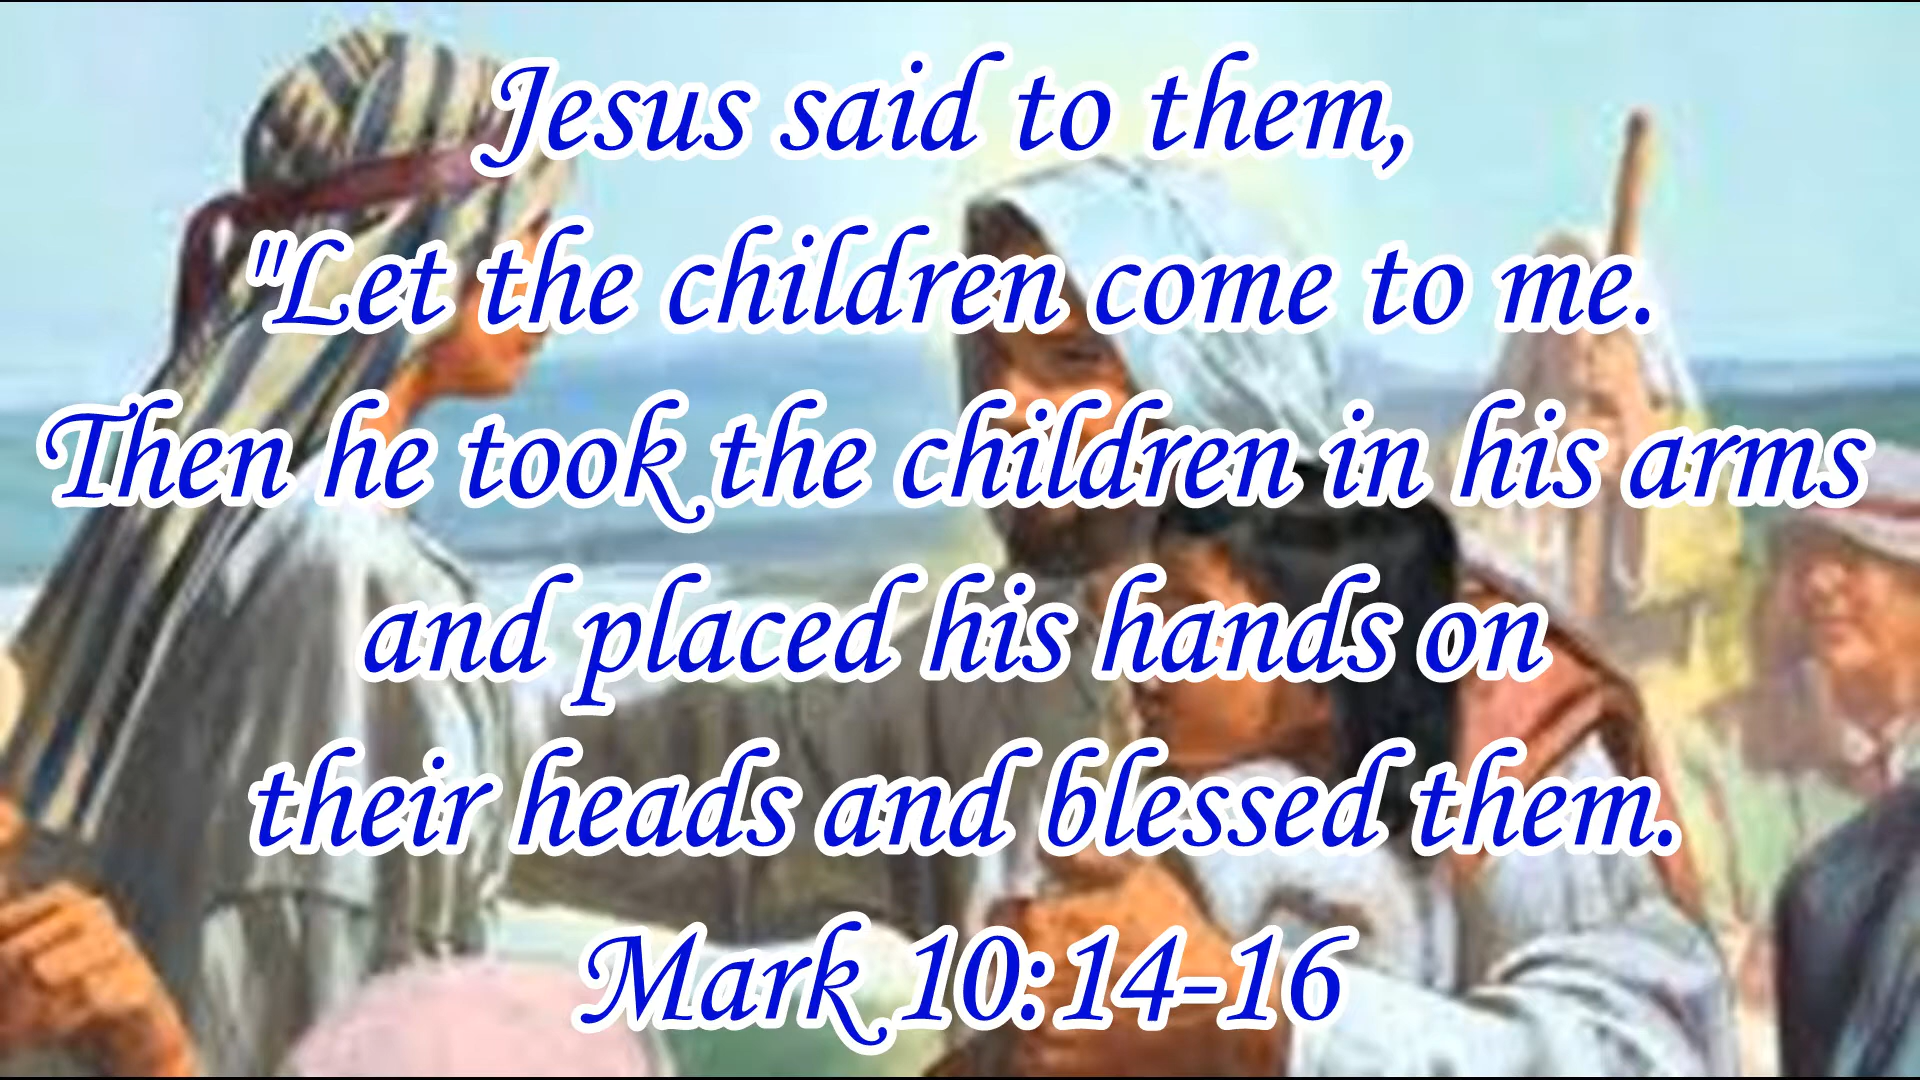 Jesus said to them,
"Let the children come to me.
Then he took the children in his arms
and placed his hands on
their heads and blessed them.
Mark 10:14-16